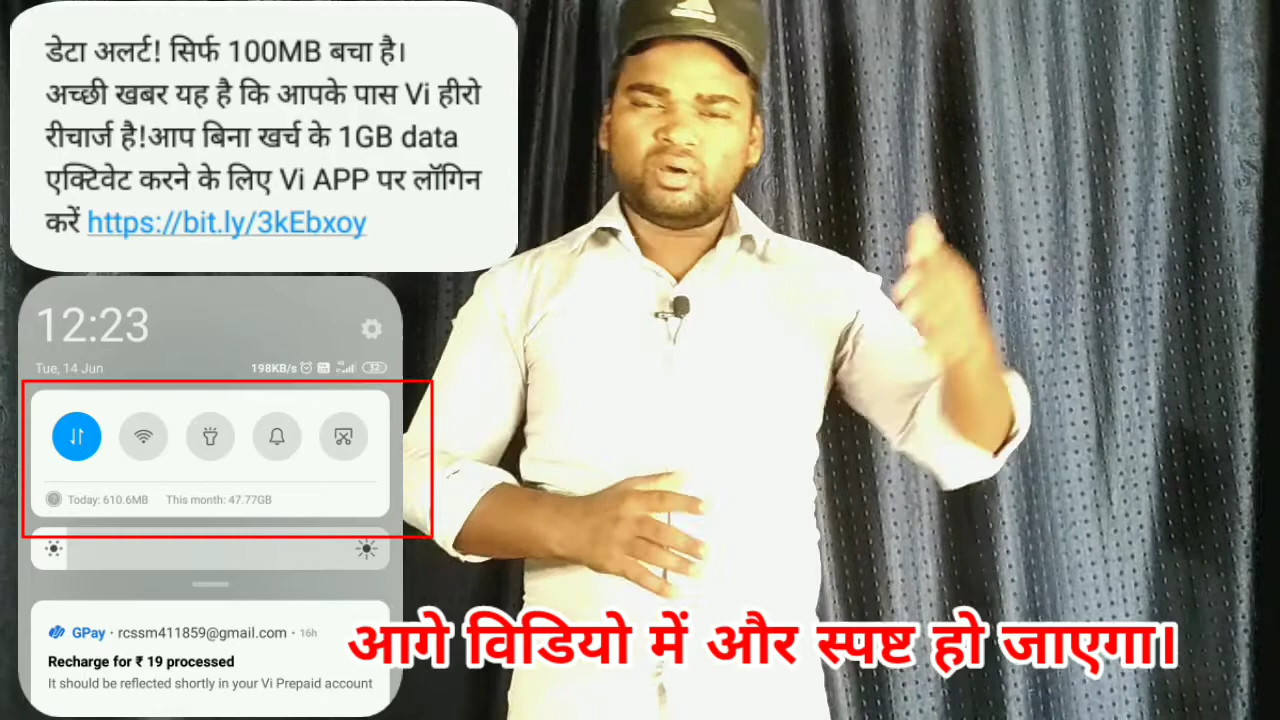 डेटा अलर्ट! सिर्फ 100MB बचा है।
अच्छी खबर यह है कि आपके पास Vi हीरो
रीचार्ज है!आप बिना खर्च के 1GB data
एक्टिवेट करने के लिए Vi APP पर लॉगिन
करें https://bit.ly/3kEbxoy
12:23
Tue, 14 Jun 198KB/s 4G 32
Today: 610.6MB This month: 47.77GB
GPay · rcssm411859@gmail.com · 16h
Recharge for ₹ 19 processed
It should be reflected shortly in your Vi Prepaid account
आगे विडियो में और स्पष्ट हो जाएगा।